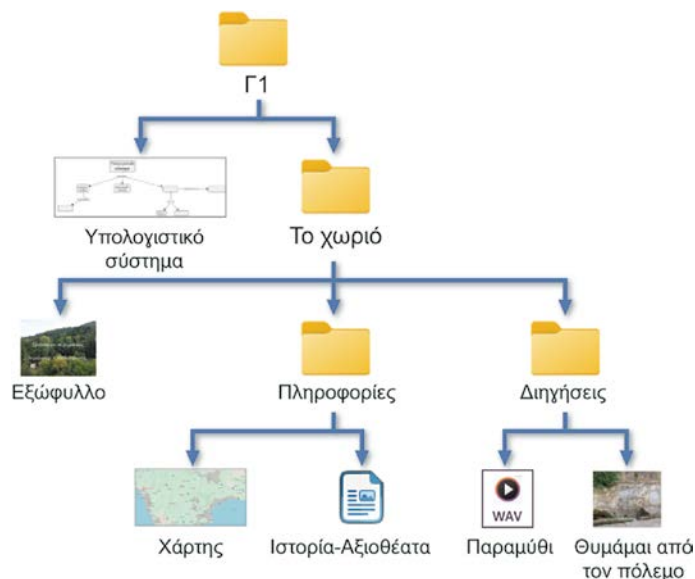 Γ1
Υπολογιστικό
σύστημα
Το χωριό
Εξώφυλλο
Πληροφορίες
Διηγήσεις
Χάρτης
Ιστορία-Αξιοθέατα
WAV
Παραμύθι
Θυμάμαι από
τον πόλεμο